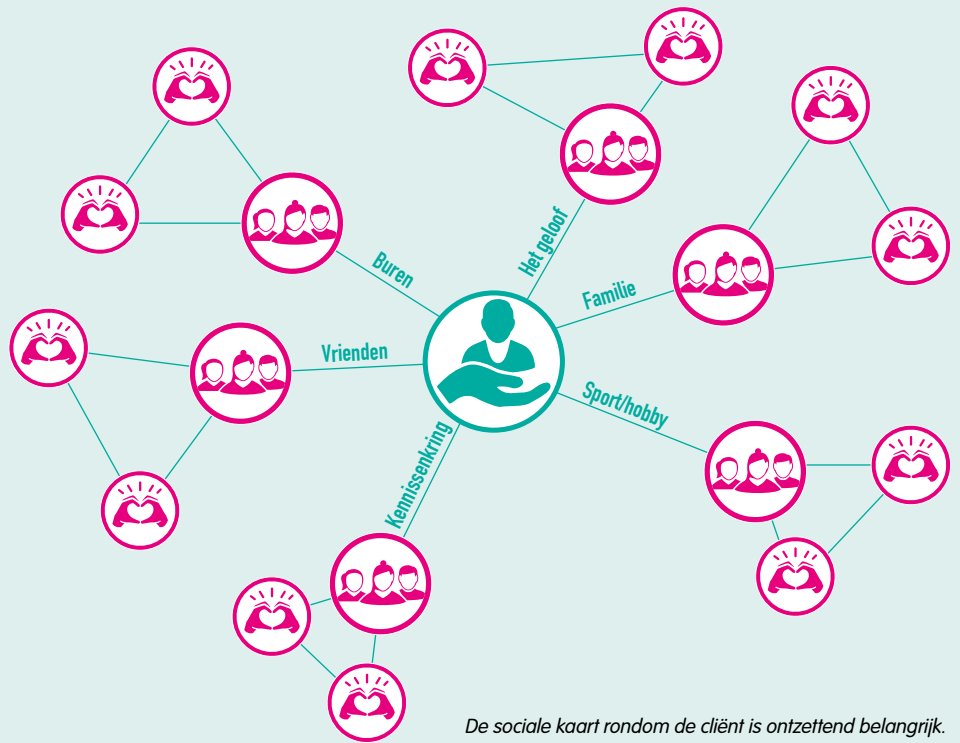 Het geloof
Buren
Familie
Vrienden
Sport/hobby
Kennissenkring
De sociale kaart rondom de cliënt is ontzettend belangrijk.